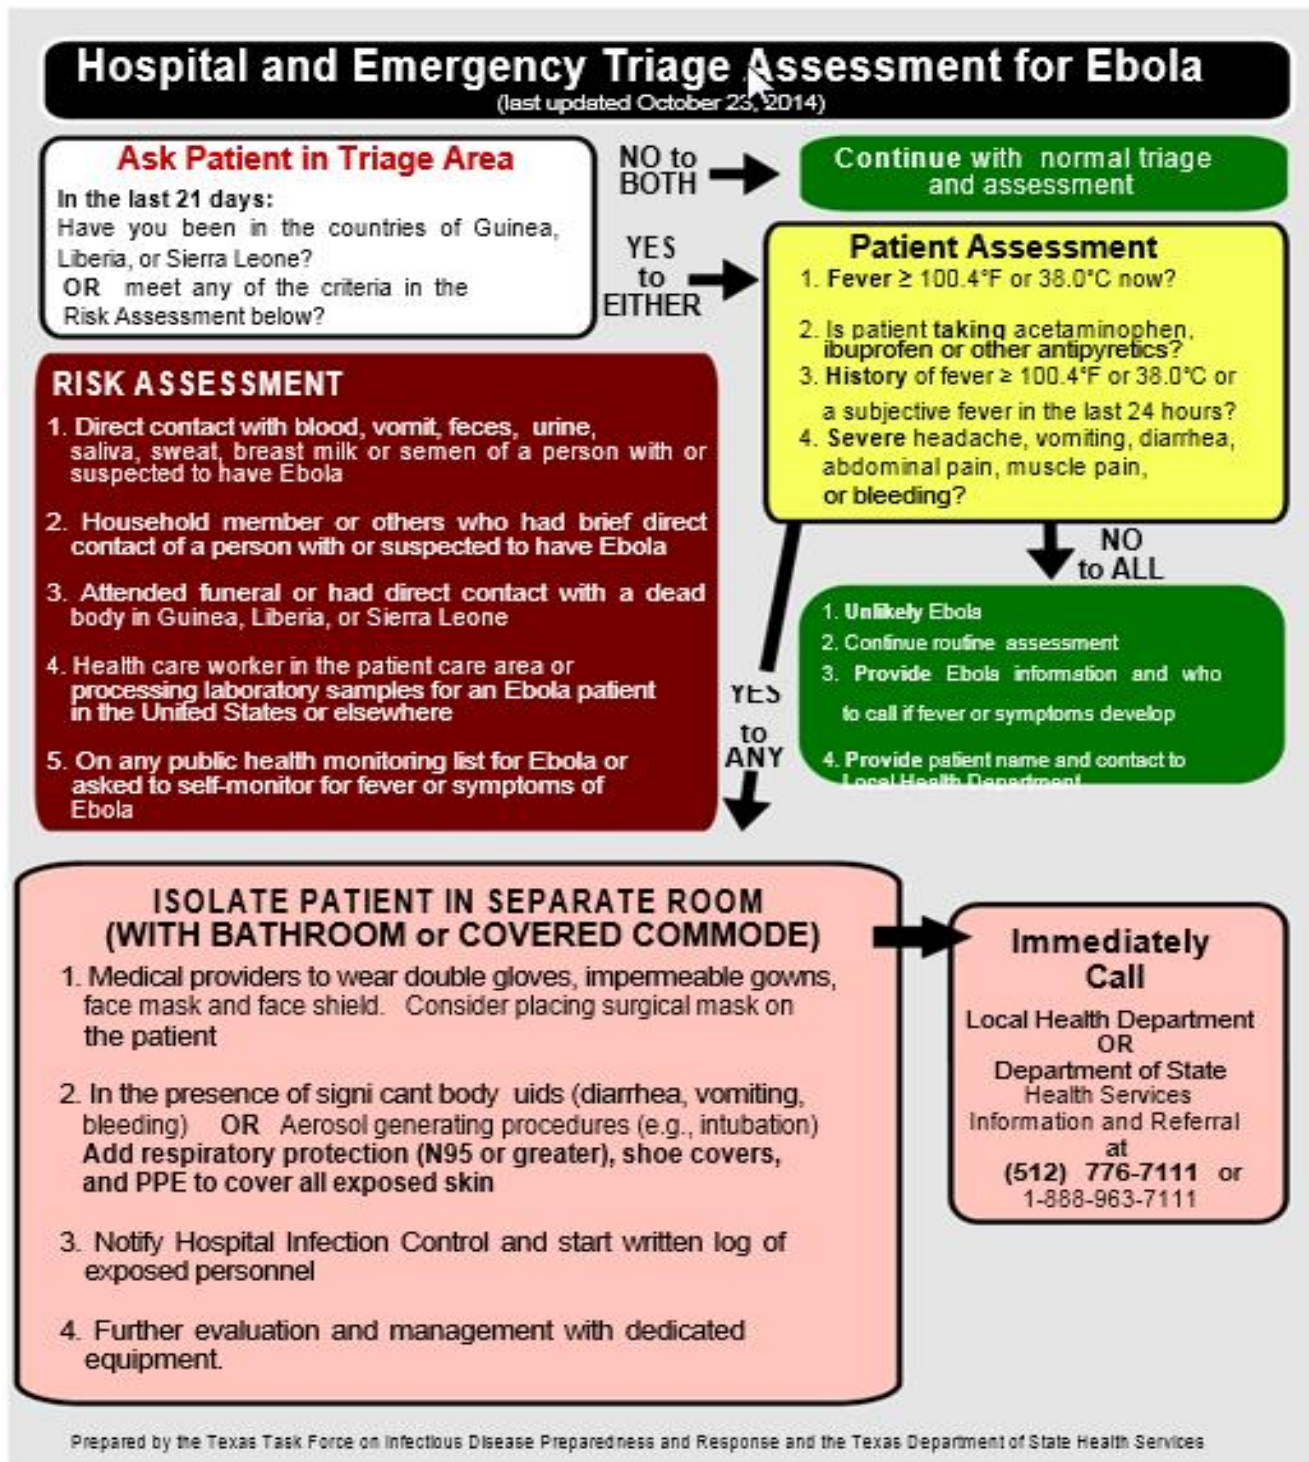 Hospital and Emergency Triage Assessment for Ebola
(last updated October 23, 2014)
Ask Patient in Triage Area
In the last 21 days:
Have you been in the countries of Guinea,
Liberia, or Sierra Leone?
OR meet any of the criteria in the
Risk Assessment below?
NO to
BOTH
Continue with normal triage
and assessment
YES
to
EITHER
Patient Assessment
1. Fever ≥ 100.4°F or 38.0°C now?
2. Is patient taking acetaminophen,
ibuprofen or other antipyretics?
3. History of fever ≥ 100.4°F or 38.0°C or
a subjective fever in the last 24 hours?
4. Severe headache, vomiting, diarrhea,
abdominal pain, muscle pain,
or bleeding?
RISK ASSESSMENT
1. Direct contact with blood, vomit, feces, urine,
saliva, sweat, breast milk or semen of a person with or
suspected to have Ebola
2. Household member or others who had brief direct
contact of a person with or suspected to have Ebola
3. Attended funeral or had direct contact with a dead
body in Guinea, Liberia, or Sierra Leone
4. Health care worker in the patient care area or
processing laboratory samples for an Ebola patient
in the United States or elsewhere
5. On any public health monitoring list for Ebola or
asked to self-monitor for fever or symptoms of
Ebola
NO
to ALL
1. Unlikely Ebola
2. Continue routine assessment
3. Provide Ebola information and who
to call if fever or symptoms develop
4. Provide patient name and contact to
Local Health Department
YES
to
ANY
ISOLATE PATIENT IN SEPARATE ROOM
(WITH BATHROOM or COVERED COMMODE)
1. Medical providers to wear double gloves, impermeable gowns,
face mask and face shield. Consider placing surgical mask on
the patient
2. In the presence of signi cant body uids (diarrhea, vomiting,
bleeding) OR Aerosol generating procedures (e.g., intubation)
Add respiratory protection (N95 or greater), shoe covers,
and PPE to cover all exposed skin
3. Notify Hospital Infection Control and start written log of
exposed personnel
4. Further evaluation and management with dedicated
equipment.
Immediately
Call
Local Health Department
OR
Department of State
Health Services
Information and Referral
at
(512) 776-7111 or
1-888-963-7111
Prepared by the Texas Task Force on Infectious Disease Preparedness and Response and the Texas Department of State Health Services